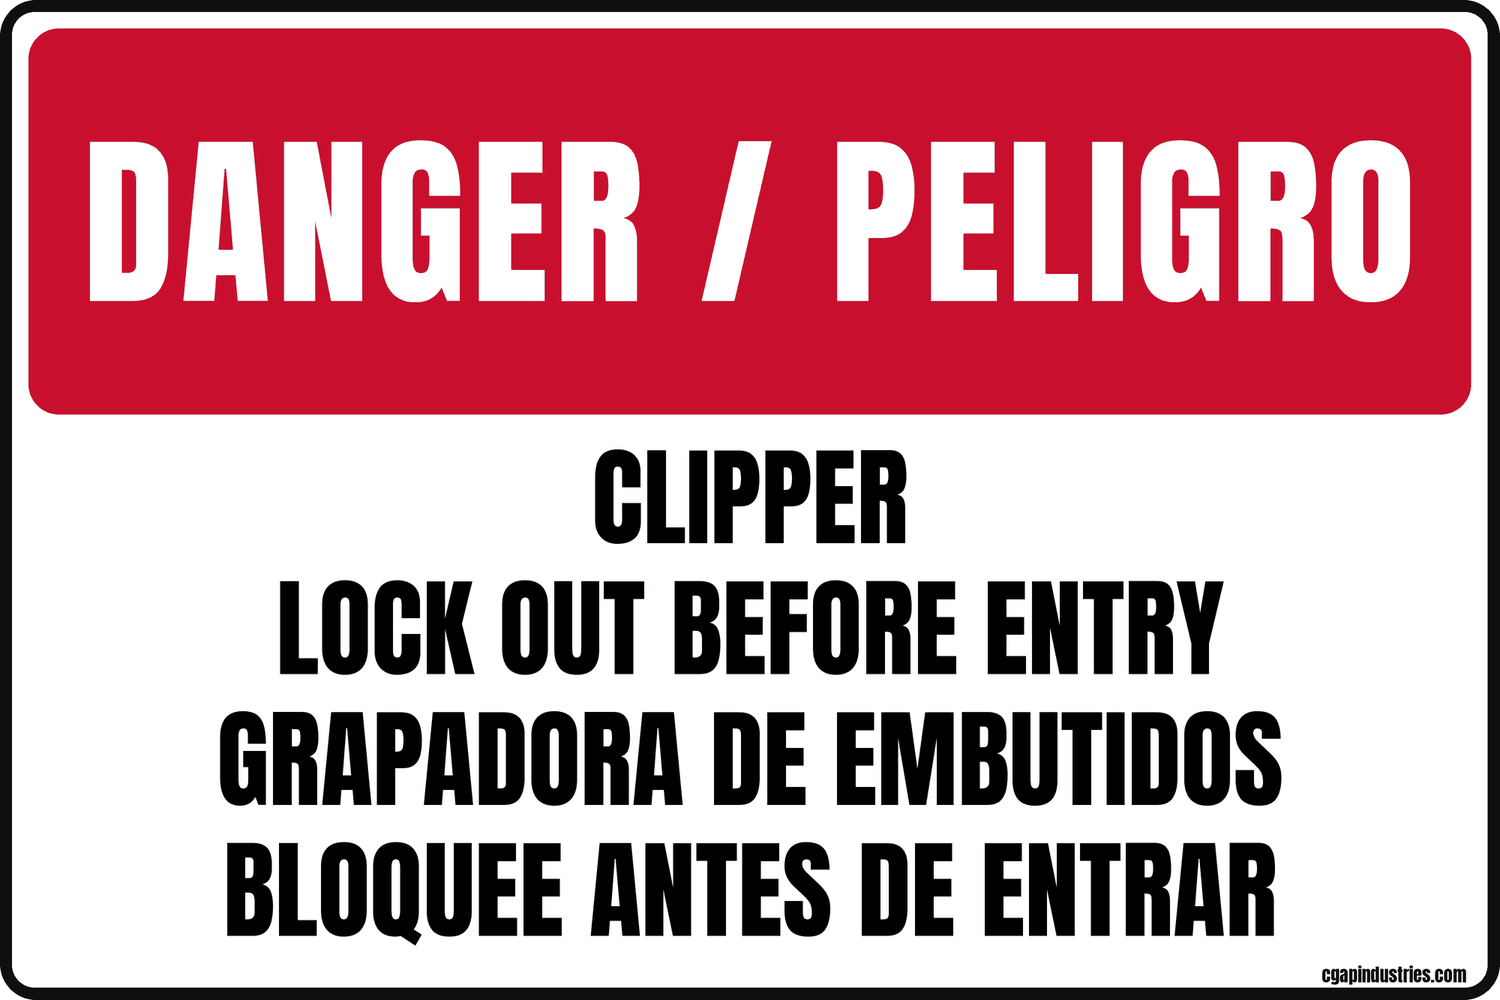 DANGER / PELIGRO
CLIPPER
LOCK OUT BEFORE ENTRY
GRAPADORA DE EMBUTIDOS
BLOQUEE ANTES DE ENTRAR
cgapindustries.com